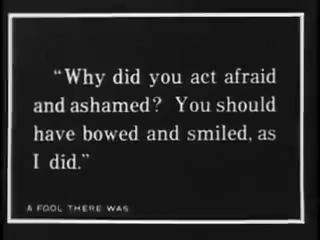 “Why did you act afraid
and ashamed? You should
have bowed and smiled, as
I did.”
A FOOL THERE WAS